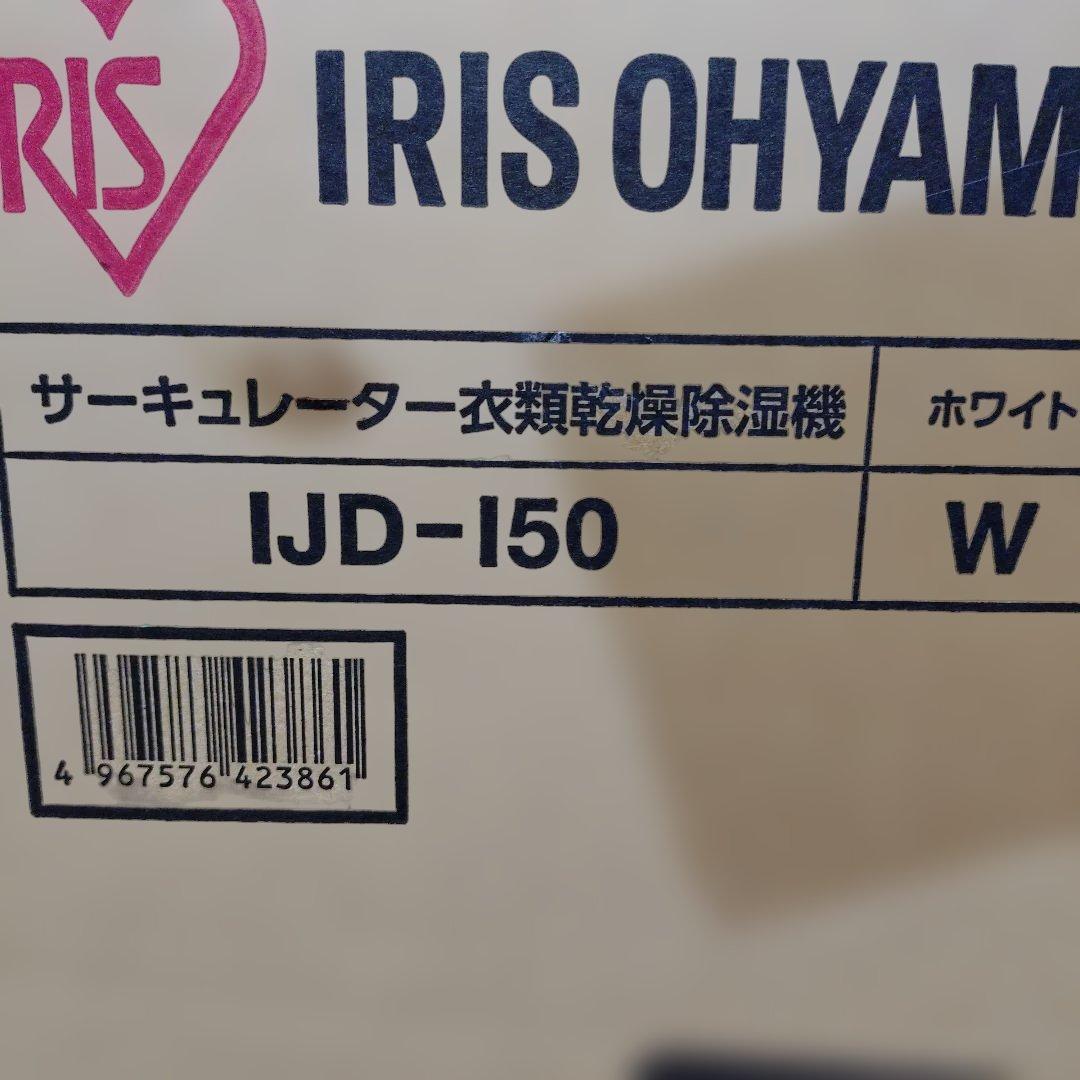 IRIS
IRIS OHYAM
サーキュレーター衣類乾燥除湿機 ホワイト
IJD-I50 W
4 967576 423861